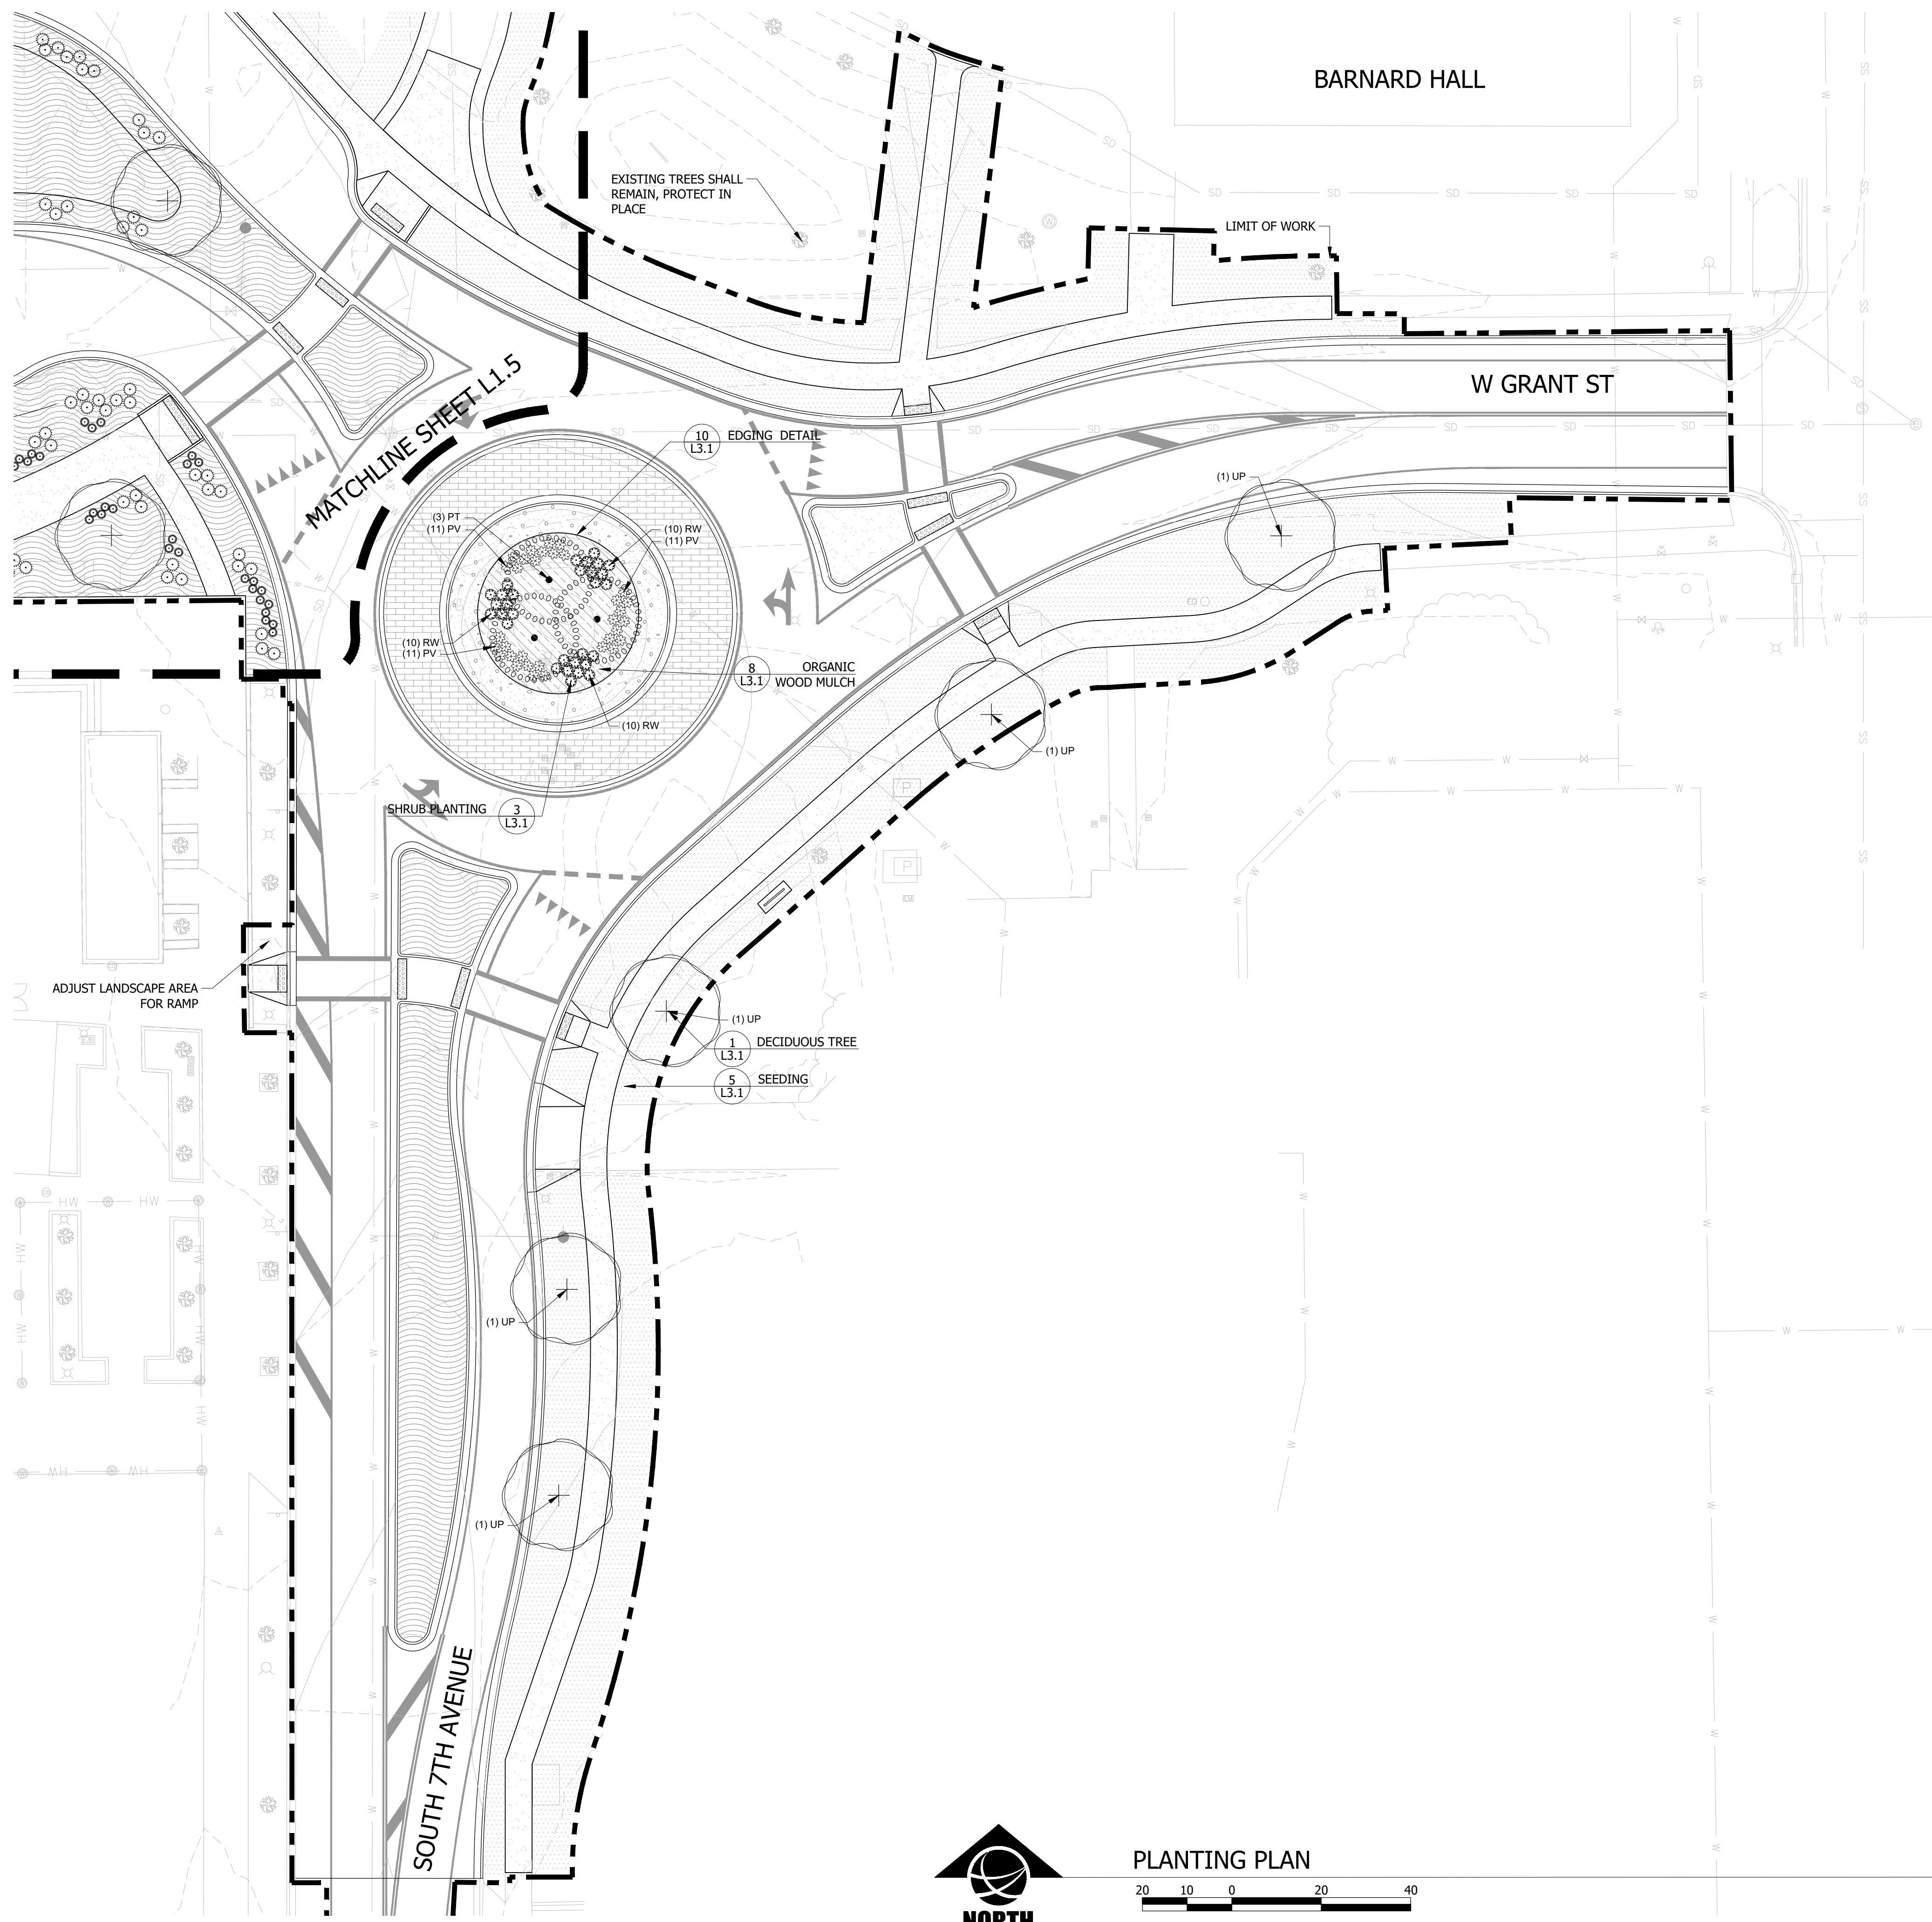 BARNARD HALL
EXISTING TREES SHALL
REMAIN, PROTECT IN
PLACE
LIMIT OF WORK
W GRANT ST
MATCHLINE SHEET L1.5
10
L3.1
EDGING DETAIL
(1) UP
(3) PT
(11) PV
(10) RW
(11) PV
(10) RW
(11) PV
8
L3.1
ORGANIC
WOOD MULCH
(10) RW
(1) UP
SHRUB PLANTING
3
L3.1
ADJUST LANDSCAPE AREA
FOR RAMP
(1) UP
1
L3.1
DECIDUOUS TREE
5
L3.1
SEEDING
(1) UP
(1) UP
SOUTH 7TH AVENUE
PLANTING PLAN
20 10 0 20 40
NORTH